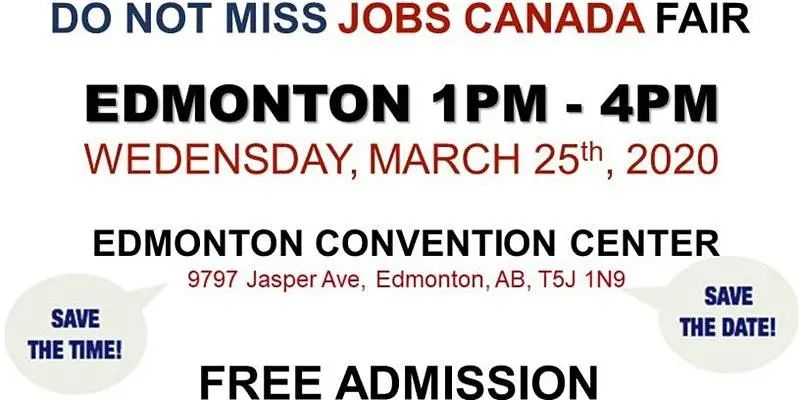 DO NOT MISS JOBS CANADA FAIR
EDMONTON 1PM - 4PM
WEDENSDAY, MARCH 25th, 2020
EDMONTON CONVENTION CENTER
9797 Jasper Ave, Edmonton, AB, T5J 1N9
SAVE
THE TIME!
SAVE
THE DATE!
FREE ADMISSION